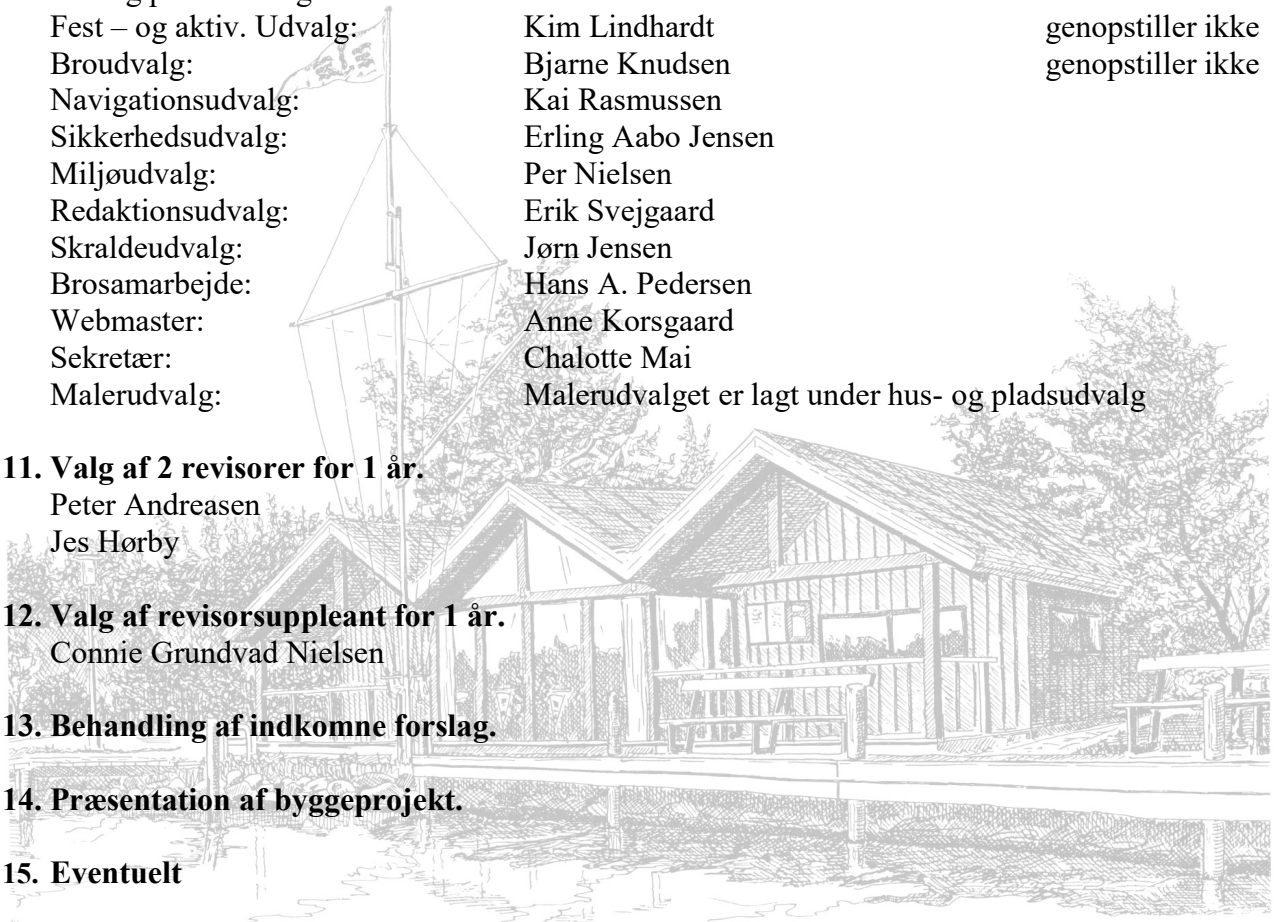 Fest – og aktiv. Udvalg: Kim Lindhardt genopstiller ikke
Broudvalg: Bjarne Knudsen genopstiller ikke
Navigationsudvalg: Kai Rasmussen
Sikkerhedsudvalg: Erling Aabo Jensen
Miljøudvalg: Per Nielsen
Redaktionsudvalg: Erik Svejgaard
Skraldeudvalg: Jørn Jensen
Brosamarbejde: Hans A. Pedersen
Webmaster: Anne Korsgaard
Sekretær: Chalotte Mai
Malerudvalg: Malerudvalget er lagt under hus- og pladsudvalg
11. Valg af 2 revisorer for 1 år.
Peter Andreasen
Jes Hørby
12. Valg af revisorsuppleant for 1 år.
Connie Grundvad Nielsen
13. Behandling af indkomne forslag.
14. Præsentation af byggeprojekt.
15. Eventuelt